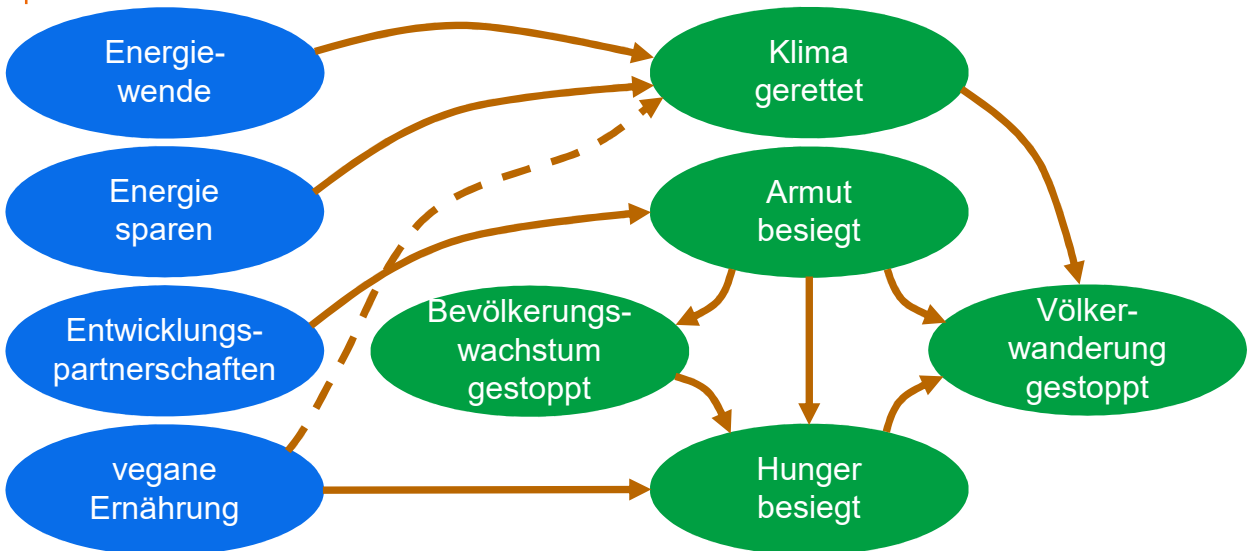 Energie-
wende
Klima
gerettet
Energie
sparen
Armut
besiegt
Entwicklungs-
partnerschaften
Bevölkerungs-
wachstum
gestoppt
Völker-
wanderung
gestoppt
vegane
Ernährung
Hunger
besiegt